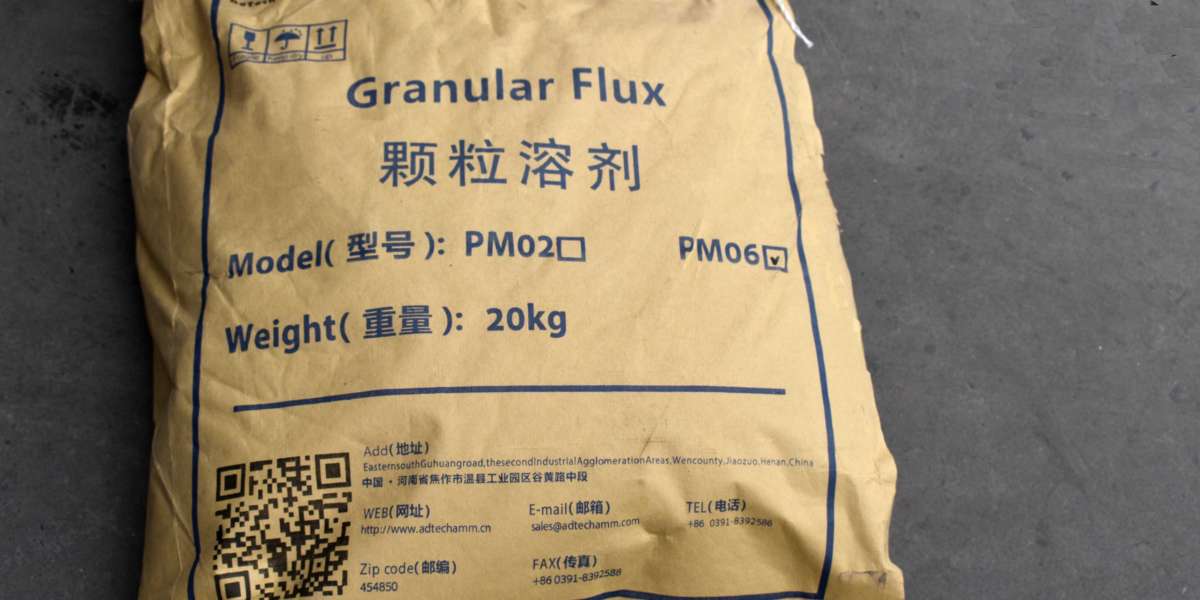 Granular Flux
颗粒溶剂
Model(型号): PM02□ PM06☑
Weight(重量): 20kg
Add(地址)
EasternsouthGuhuangroad,thesecondIndustrialAgglomerationAreas,Wencounty,Jiaozuo,Henan,China
中国·河南省焦作市温县工业园区谷黄路中段
WEB(网址) E-mail(邮箱) TEL(电话)
http://www.adtechamm.cn sales@adtechamm.com +86 0391-8392586
Zip code(邮编) FAX(传真)
454850 +86 0391-8392588